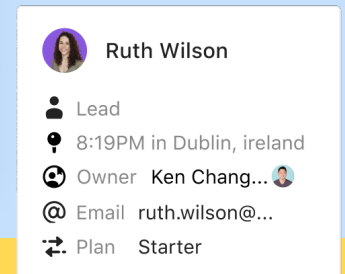 Ruth Wilson
Lead
8:19PM in Dublin, ireland
Owner Ken Chang...
@ Email ruth.wilson@...
Plan Starter